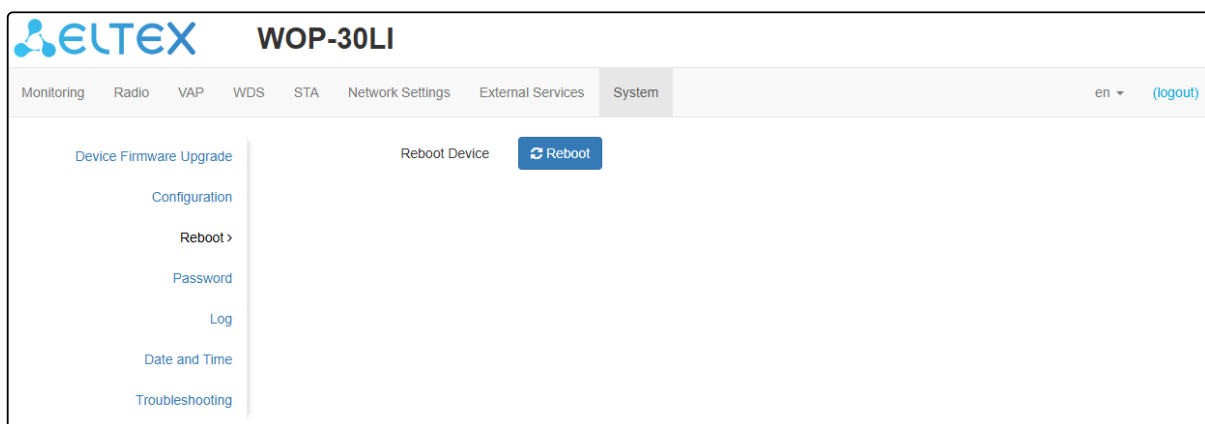 ELTEX WOP-30LI
Monitoring Radio VAP WDS STA Network Settings External Services System en (logout)
Device Firmware Upgrade
Reboot Device Reboot
Configuration
Reboot >
Password
Log
Date and Time
Troubleshooting